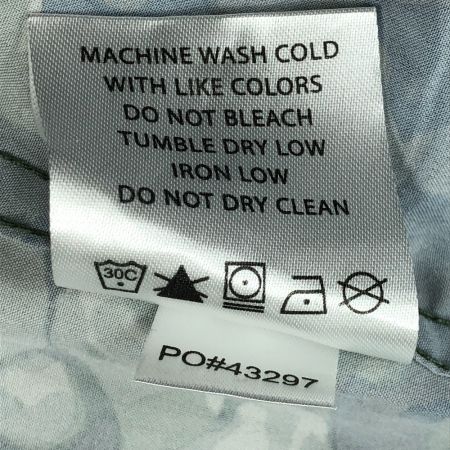 MACHINE WASH COLD
WITH LIKE COLORS
DO NOT BLEACH
TUMBLE DRY LOW
IRON LOW
DO NOT DRY CLEAN
30C
PO#43297